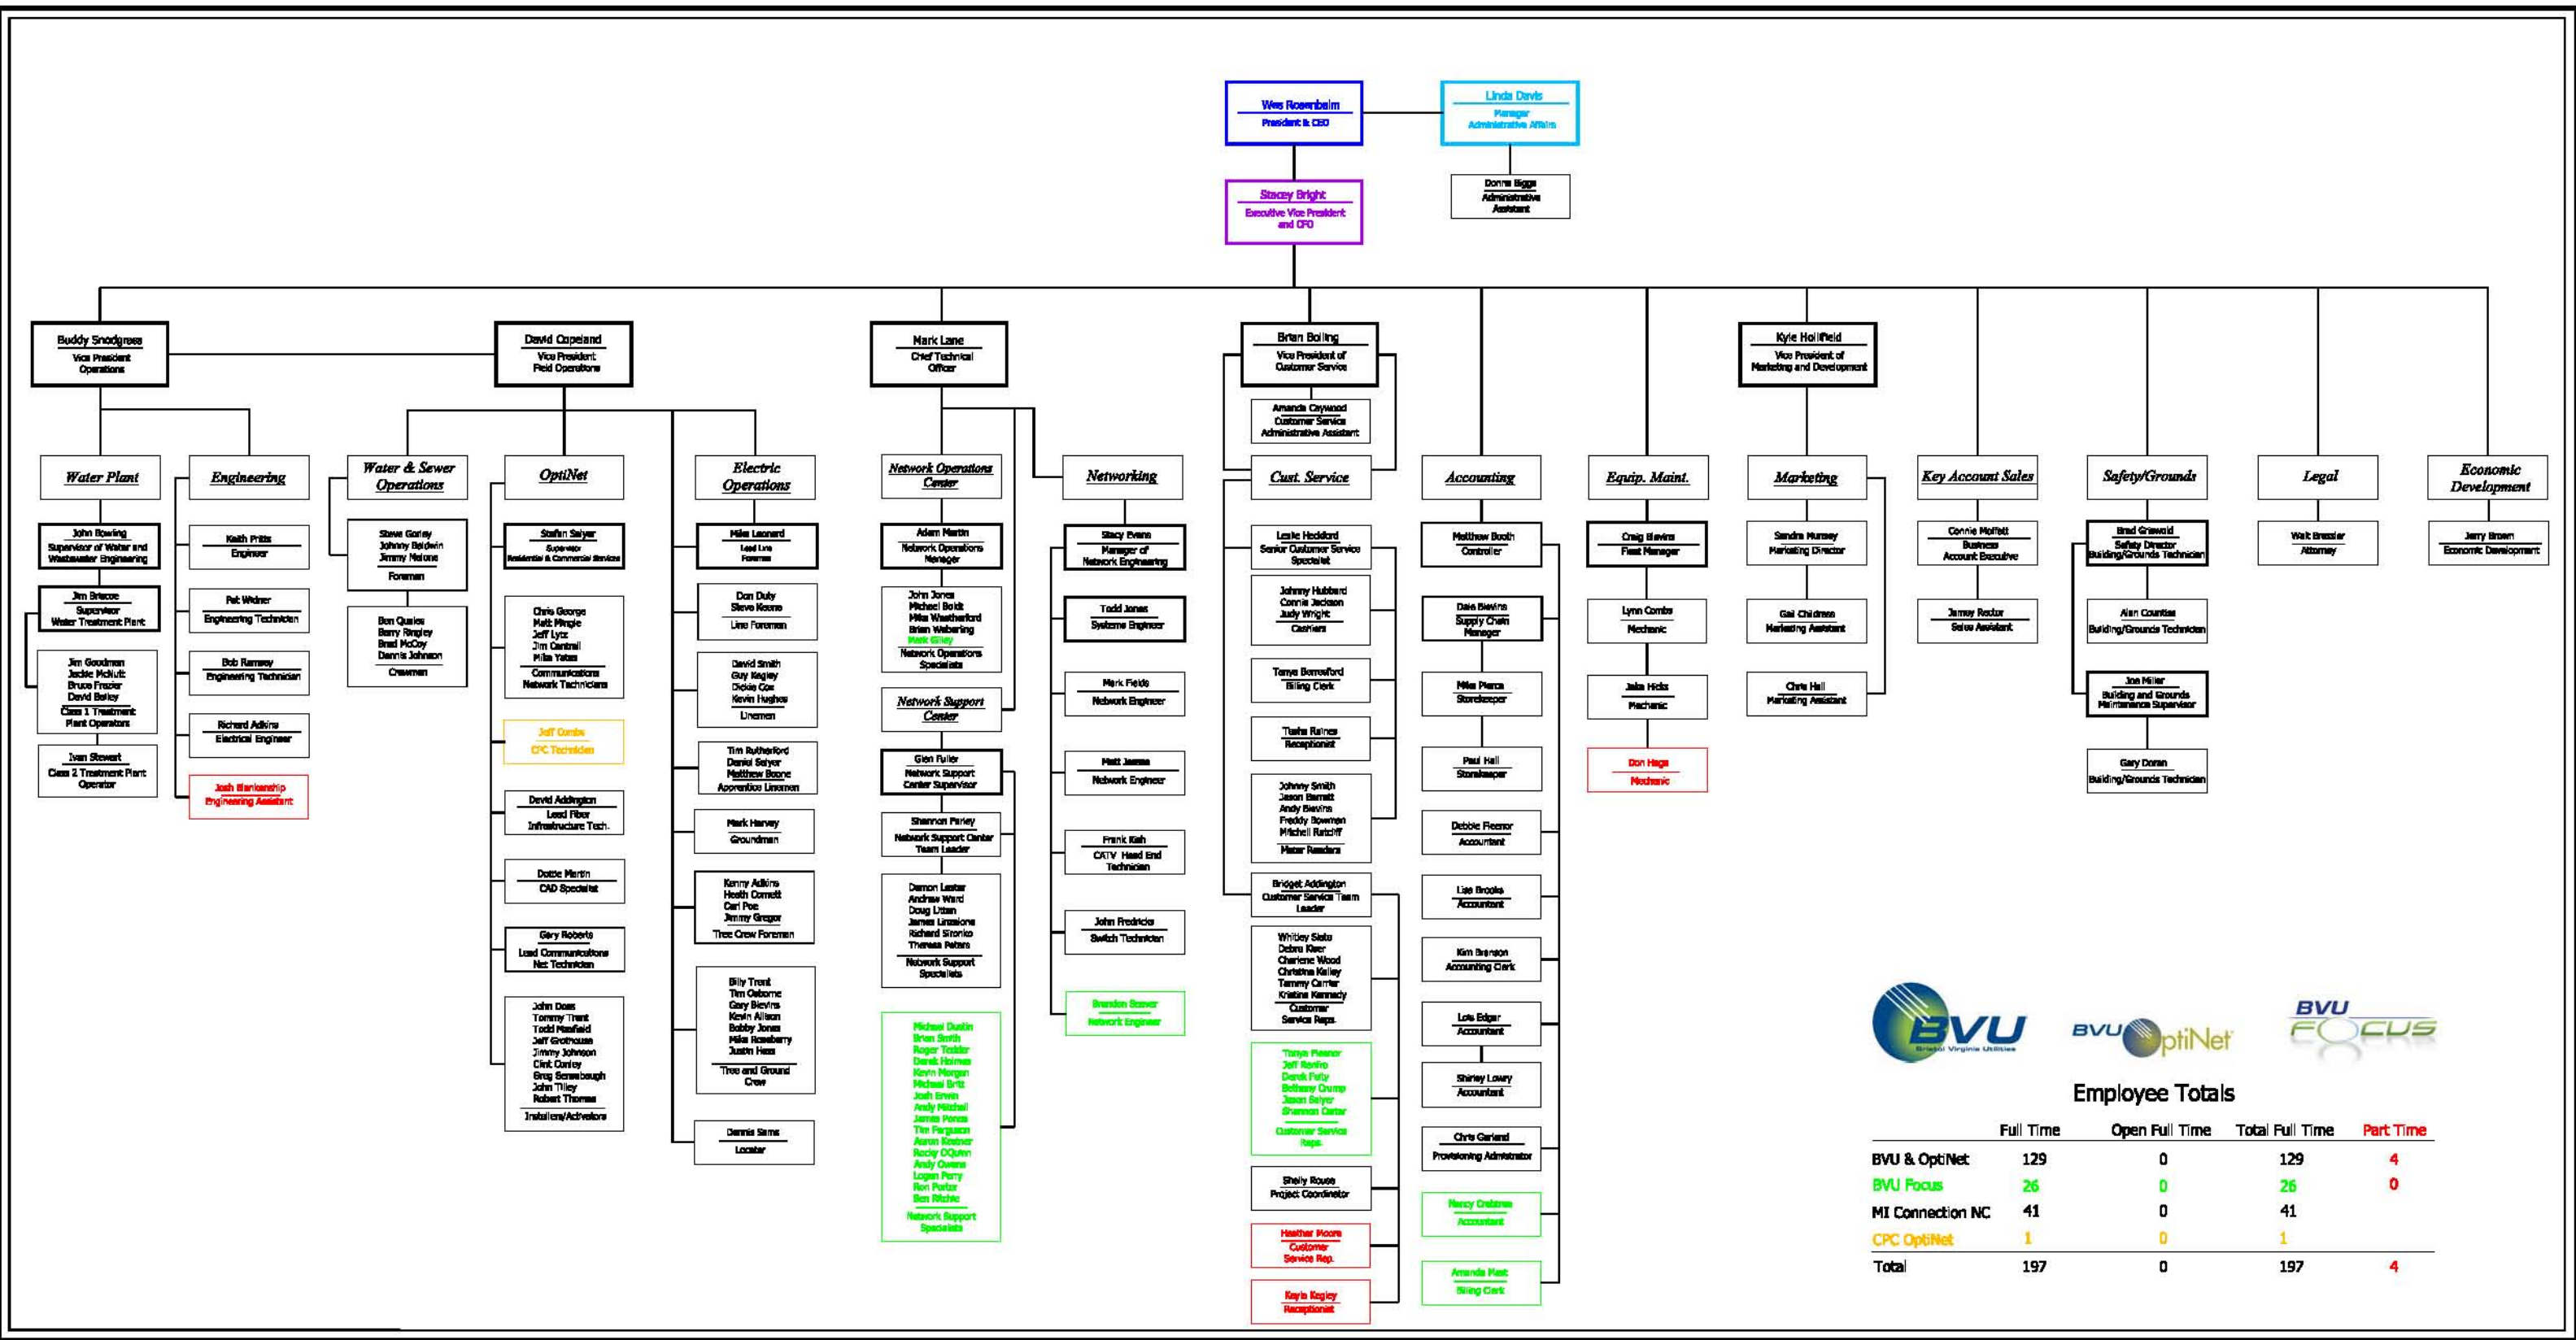 Wes Rosenbalm
President & CEO
Linda Davis
Manager
Administrative Affairs
Donna Biggs
Administrative
Assistant
Stacey Bright
Executive Vice President
and CFO
Buddy Snodgrass
Vice President
Operations
David Copeland
Vice President
Field Operations
Mark Lane
Chief Technical
Officer
Brian Bolling
Vice President of
Customer Service
Kyle Hollifield
Vice President of
Marketing and Development
Amanda Caywood
Customer Service
Administrative Assistant
Water Plant
Engineering
Water & Sewer
Operations
OptiNet
Electric
Operations
Network Operations
Center
Networking
Cust. Service
Accounting
Equip. Maint.
Marketing
Key Account Sales
Safety/Grounds
Legal
Economic
Development
John Bowling
Supervisor of Water and
Wastewater Engineering
Jim Briscoe
Supervisor
Water Treatment Plant
Jim Goodman
Jackie McNutt
Bruce Frazier
David Bailey
Class 1 Treatment
Plant Operators
Ivan Stewart
Class 2 Treatment Plant
Operator
Keith Pritts
Engineer
Pat Widner
Engineering Technician
Bob Ramsey
Engineering Technician
Richard Adkins
Electrical Engineer
Josh Blankenship
Engineering Assistant
Steve Gorley
Johnny Baldwin
Jimmy Malone
Foreman
Ben Quales
Barry Ringley
Brad McCoy
Dennis Johnson
Crewmen
Stefan Salyer
Supervisor
Residential & Commercial Services
Chris George
Matt Mingle
Jeff Lytz
Jim Cantrell
Mike Yates
Communications
Network Technicians
Jeff Combs
CPC Technician
David Addington
Lead Fiber
Infrastructure Tech.
Dottie Martin
CAD Specialist
Gary Roberts
Lead Communications
Net Technician
John Doss
Tommy Trent
Todd Maxfield
Jeff Grothouse
Jimmy Johnson
Clint Conley
Greg Sensabaugh
John Tilley
Robert Thomas
Installers/Activators
Mike Leonard
Lead Line
Foreman
Don Duty
Steve Keene
Line Foreman
David Smith
Guy Kegley
Dickie Cox
Kevin Hughes
Linemen
Tim Rutherford
Daniel Salyer
Matthew Boone
Apprentice Linemen
Mark Harvey
Groundman
Kenny Adkins
Heath Cornett
Carl Poe
Jimmy Gregor
Tree Crew Foreman
Billy Trent
Tim Osborne
Gary Blevins
Kevin Allison
Bobby Jones
Mike Roseberry
Justin Hess
Tree and Ground
Crew
Dennis Sams
Locator
Adam Martin
Network Operations
Manager
John Jones
Michael Boldt
Mike Weatherford
Brian Webering
Mark Gilley
Network Operations
Specialists
Network Support
Center
Glen Fuller
Network Support
Center Supervisor
Shannon Farley
Network Support Center
Team Leader
Damon Lester
Andrew Ward
Doug Litten
James
Richard Sironko
Theresa Peters
Network Support
Specialists
Michael Dustin
Brian Smith
Roger Tedder
Derek Holmes
Kevin Morgan
Michael Britt
Josh Erwin
Andy Mitchell
James Ponce
Tim Ferguson
Aaron Kestner
Rocky OQuinn
Andy Owens
Logan Perry
Ron Porter
Ben Ritchie
Network Support
Specialists
Stacy Evans
Manager of
Network Engineering
Todd Jones
Systems Engineer
Mark Fields
Network Engineer
Matt James
Network Engineer
Frank Kish
CATV Head End
Technician
John Fredricks
Switch Technician
Brandon Seaver
Network Engineer
Leslie Heckford
Senior Customer Service
Specialist
Johnny Hubbard
Connie Jackson
Judy Wright
Cashiers
Tanya Berresford
Billing Clerk
Tasha Raines
Receptionist
Johnny Smith
Jason Barrett
Andy Blevins
Freddy Bowman
Mitchell Ratcliff
Meter Readers
Bridget Addington
Customer Service Team
Leader
Whitley Slate
Debra Kiser
Charlene Wood
Christina Kelley
Tammy Carrier
Kristina Kennedy
Customer
Service Reps.
Tanya Fleenor
Jeff Renfro
Derek Felty
Bethany Crump
Jason Salyer
Shannon Carter
Customer Service
Reps.
Shelly Rouse
Project Coordinator
Heather Moore
Customer
Service Rep.
Kayla Kegley
Receptionist
Matthew Booth
Controller
Dale Blevins
Supply Chain
Manager
Mike Pierce
Storekeeper
Paul Hall
Storekeeper
Debbie Fleenor
Accountant
Lisa Brooks
Accountant
Kim Branson
Accounting Clerk
Lois Edgar
Accountant
Shirley Lowry
Accountant
Chris Garland
Provisioning Administrator
Nancy Crabtree
Accountant
Amanda Mast
Billing Clerk
Craig Blevins
Fleet Manager
Lynn Combs
Mechanic
Jake Hicks
Mechanic
Don Hage
Mechanic
Sandra Munsey
Marketing Director
Gail Childress
Marketing Assistant
Chris Hall
Marketing Assistant
Connie Moffatt
Business
Account Executive
Jamey Rector
Sales Assistant
Brad Griswold
Safety Director
Building/Grounds Technician
Alan Counties
Building/Grounds Technician
Joe Miller
Building and Grounds
Maintenance Supervisor
Gary Doran
Building/Grounds Technician
Walt Bressler
Attorney
Jerry Brown
Economic Development
BVU
Bristol Virginia Utilities
BVU OptiNet
BVU
FOCUS
Employee Totals
Full Time Open Full Time Total Full Time Part Time
BVU & OptiNet 129 0 129 4
BVU Focus 26 0 26 0
MI Connection NC 41 0 41
CPC OptiNet 1 0 1
Total 197 0 197 4